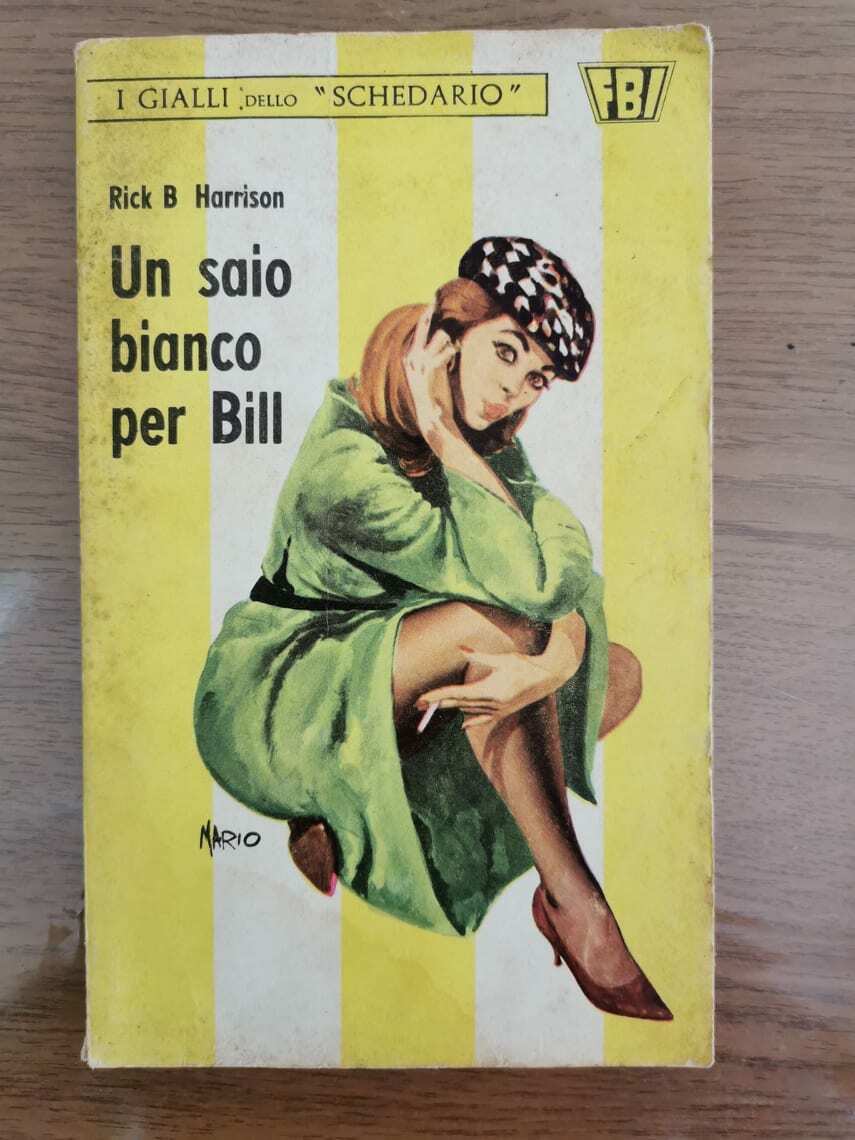 I GIALLI DELLO "SCHEDARIO"
FBI
Rick B Harrison
Un saio
bianco
per Bill
MARIO